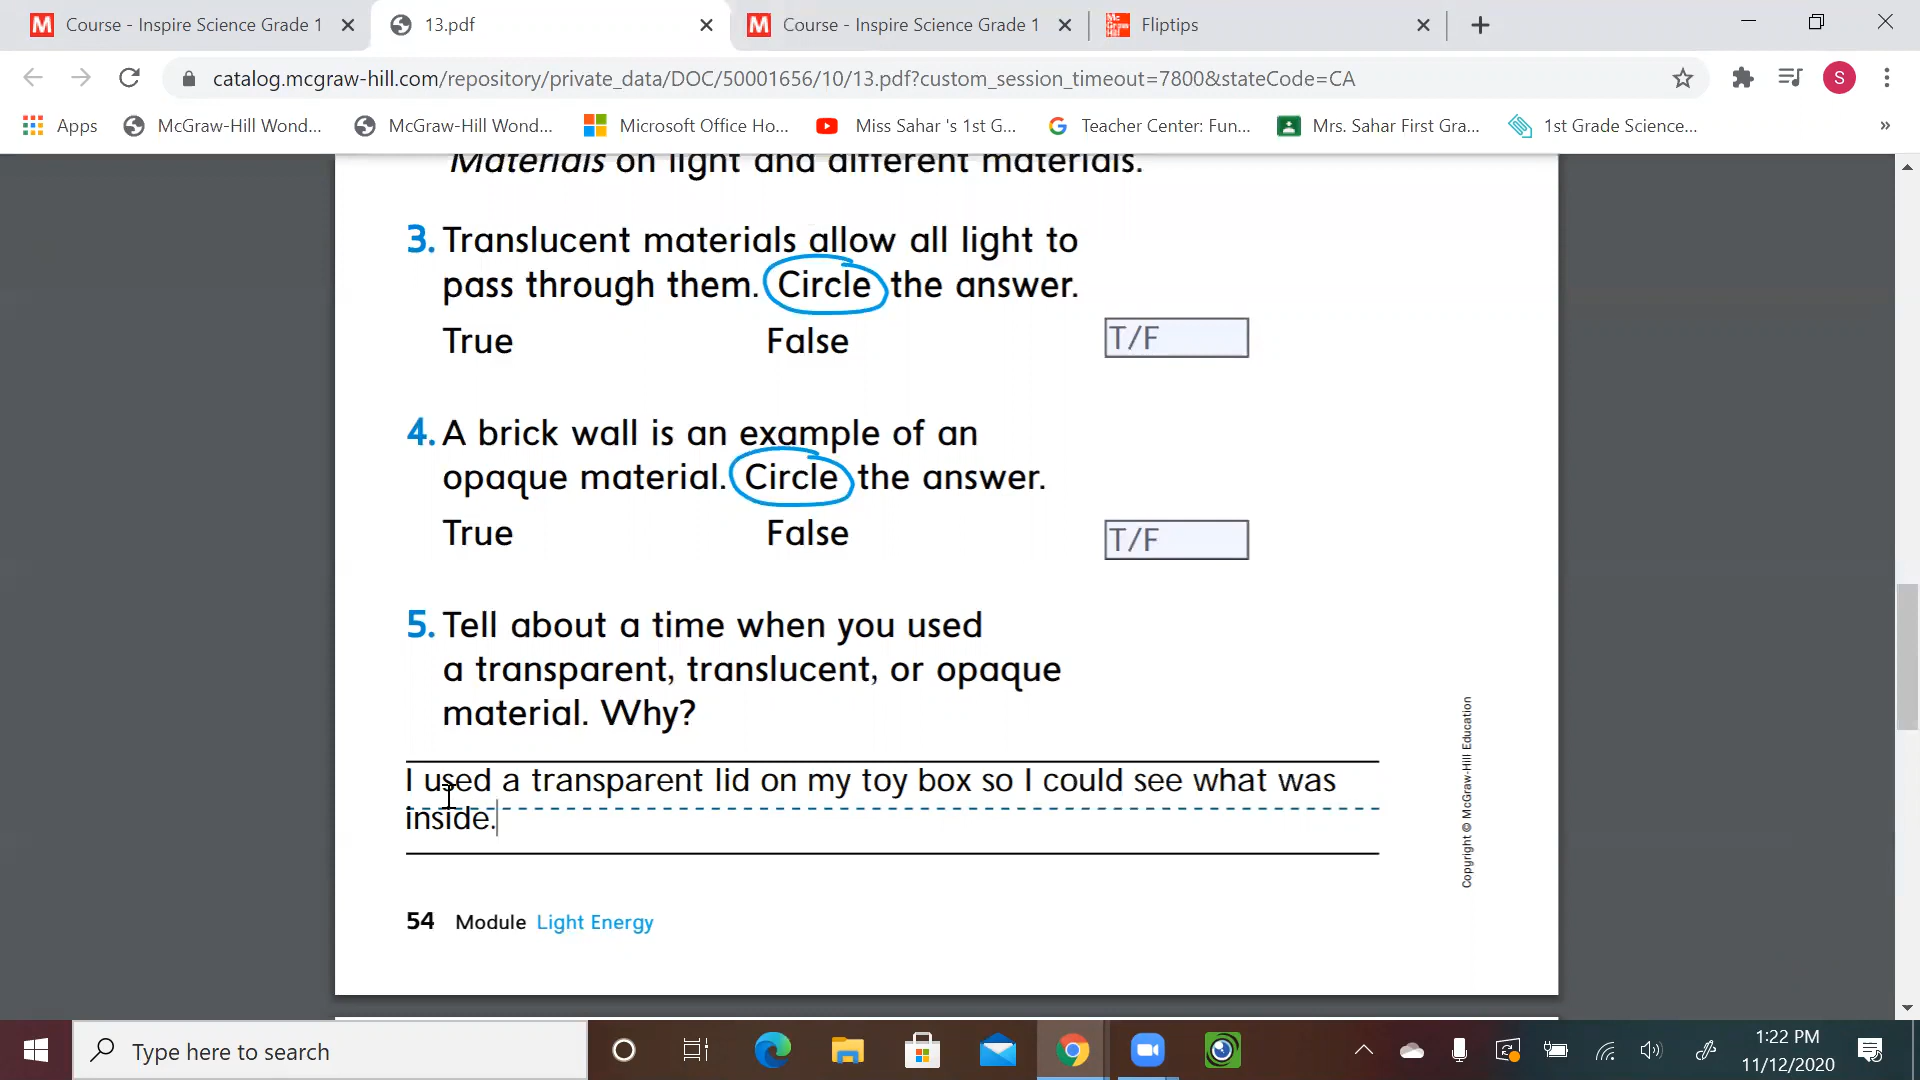 Course - Inspire Science Grade 1
13.pdf
Course - Inspire Science Grade 1
Fliptips
catalog.mcgraw-hill.com/repository/private_data/DOC/50001656/10/13.pdf?custom_session_timeout=7800&stateCode=CA
S
Apps
McGraw-Hill Wond...
McGraw-Hill Wond...
Microsoft Office Ho...
Miss Sahar 's 1st G...
Teacher Center: Fun...
Mrs. Sahar First Gra...
1st Grade Science...
»
Materials on light and different materials.
3. Translucent materials allow all light to
pass through them. Circle the answer.
True False T/F
4. A brick wall is an example of an
opaque material. Circle the answer.
True False T/F
5. Tell about a time when you used
a transparent, translucent, or opaque
material. Why?
I used a transparent lid on my toy box so I could see what was
inside.
Copyright © McGraw-Hill Education
54 Module Light Energy
Type here to search
1:22 PM
11/12/2020